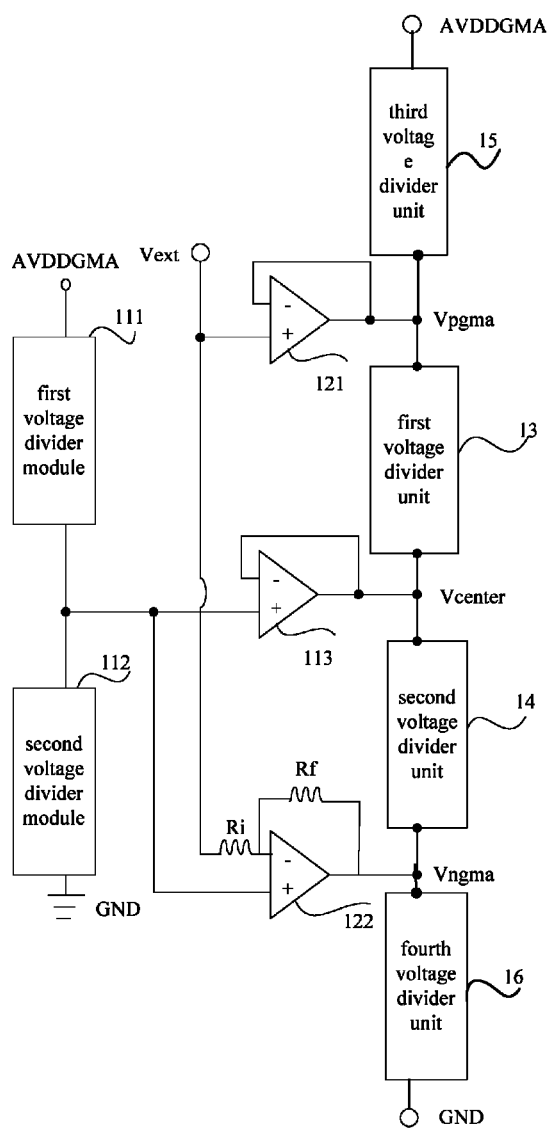 AVDDGMA
third
voltag
e
divider
unit
15
Vext
AVDDGMA
-
+
121
Vpgma
111
first
voltage
divider
module
first
voltage
divider
unit
13
-
+
113
Vcenter
112
second
voltage
divider
module
second
voltage
divider
unit
14
Rf
Ri
-
+
122
Vngma
GND
fourth
voltage
divider
unit
16
GND